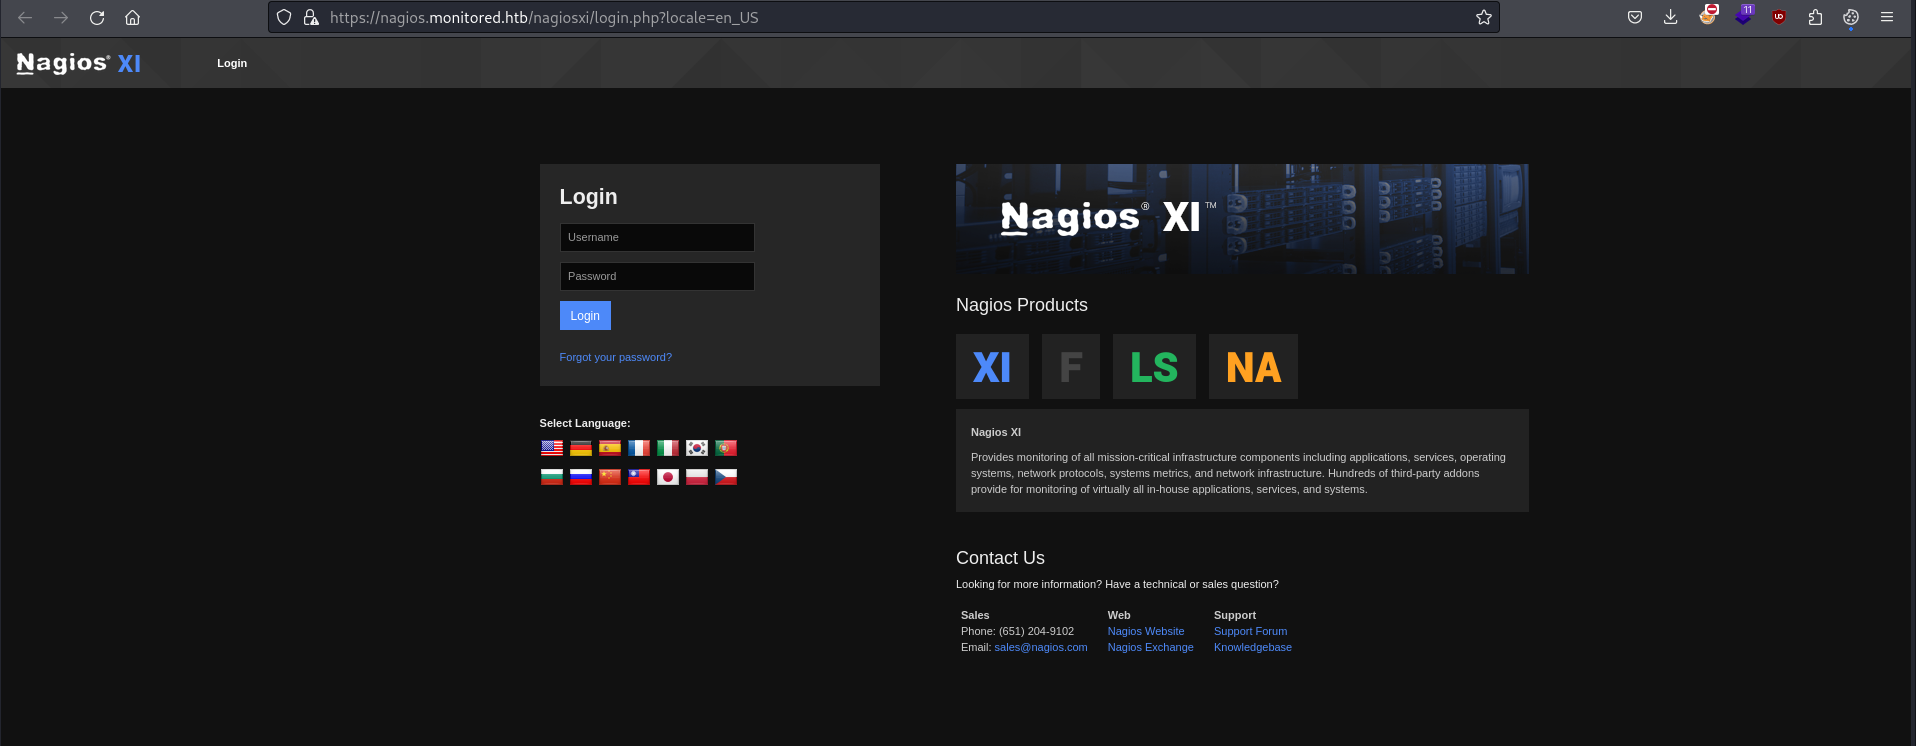 https://nagios.monitored.htb/nagiosxi/login.php?locale=en_US
11
UD
Nagios® XI
Login
Login
Username
Password
Login
Forgot your password?
Select Language:
Nagios® XI™
Nagios Products
XI F LS NA
Nagios XI
Provides monitoring of all mission-critical infrastructure components including applications, services, operating
systems, network protocols, systems metrics, and network infrastructure. Hundreds of third-party addons
provide for monitoring of virtually all in-house applications, services, and systems.
Contact Us
Looking for more information? Have a technical or sales question?
Sales Web Support
Phone: (651) 204-9102 Nagios Website Support Forum
Email: sales@nagios.com Nagios Exchange Knowledgebase